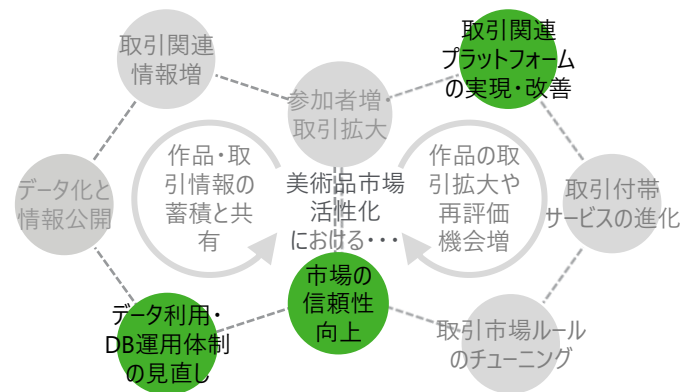 取引関連
情報増
取引関連
プラットフォーム
の実現・改善
参加者増
取引拡大
作品・取
引情報の
蓄積と共
有
美術品市場
活性化
における・・・
作品の取
引拡大や
再評価
機会増
データ化と
情報公開
取引付帯
サービスの進化
市場の
信頼性
向上
データ利用・
DB運用体制
の見直し
取引市場ルール
のチューニング